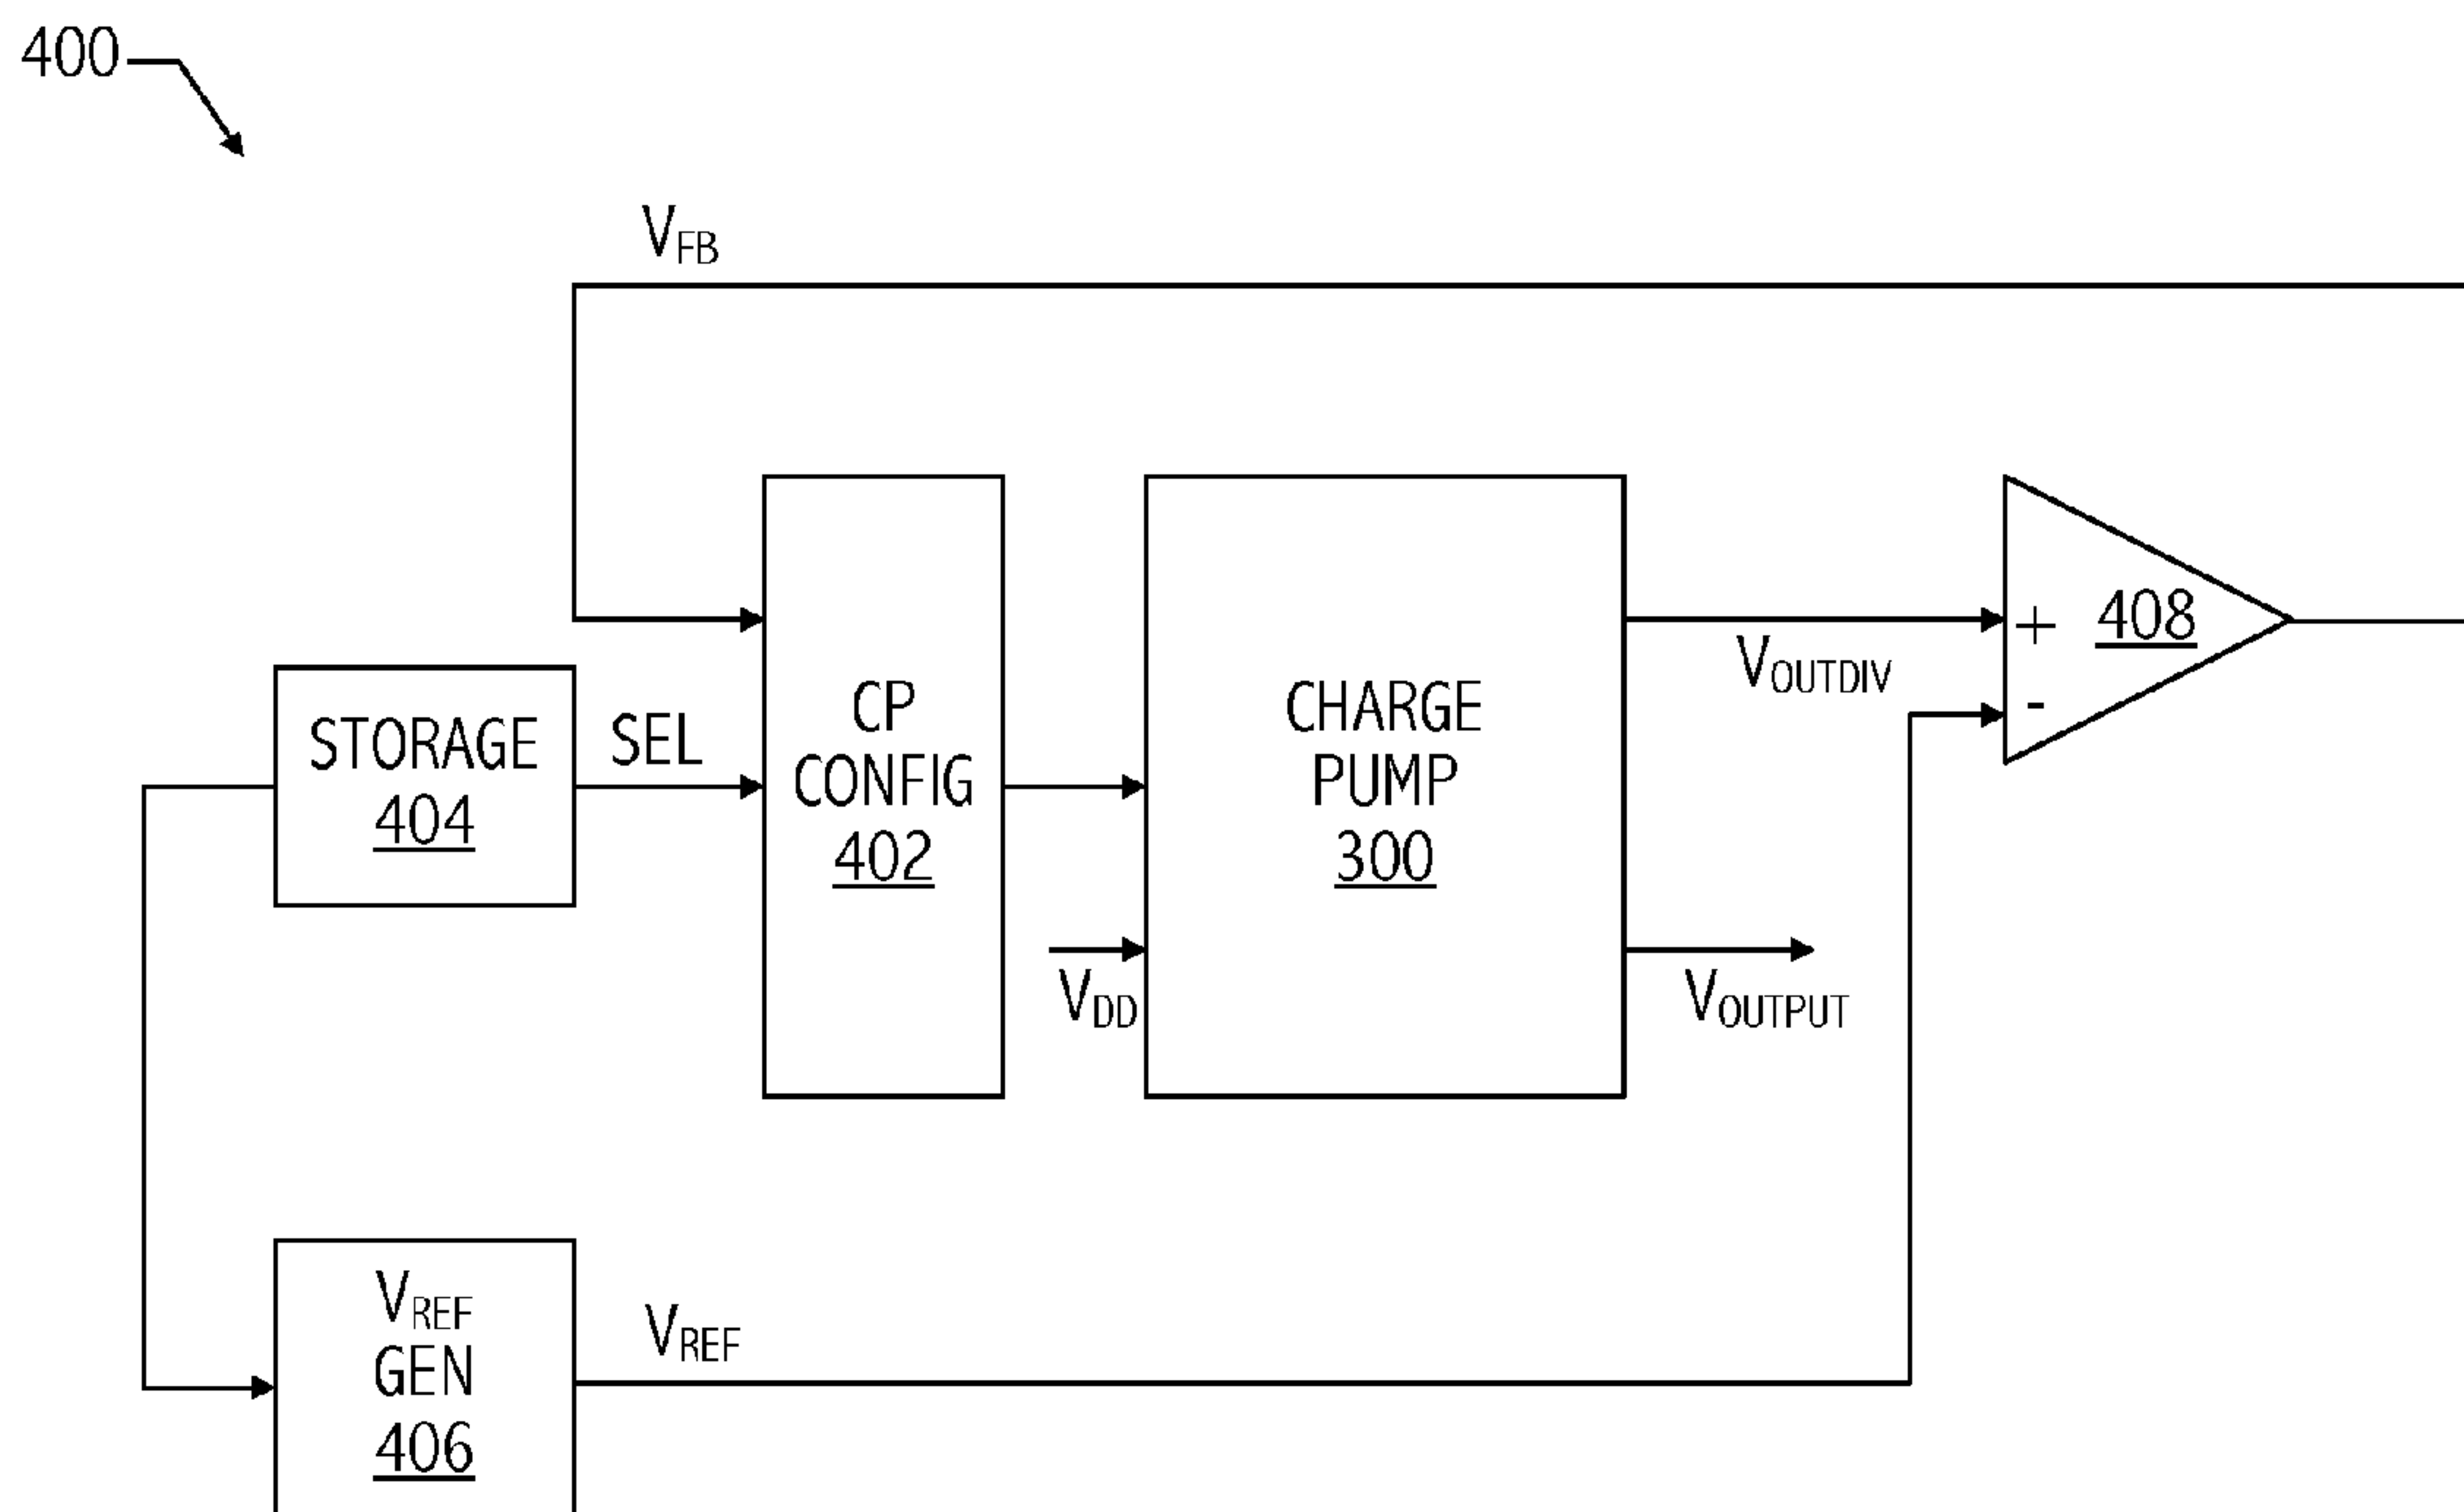 400
VFB
STORAGE
404
SEL
CP
CONFIG
402
CHARGE
PUMP
300
VDD
VOUTDIV
VOUTPUT
+
-
408
VREF
GEN
406
VREF